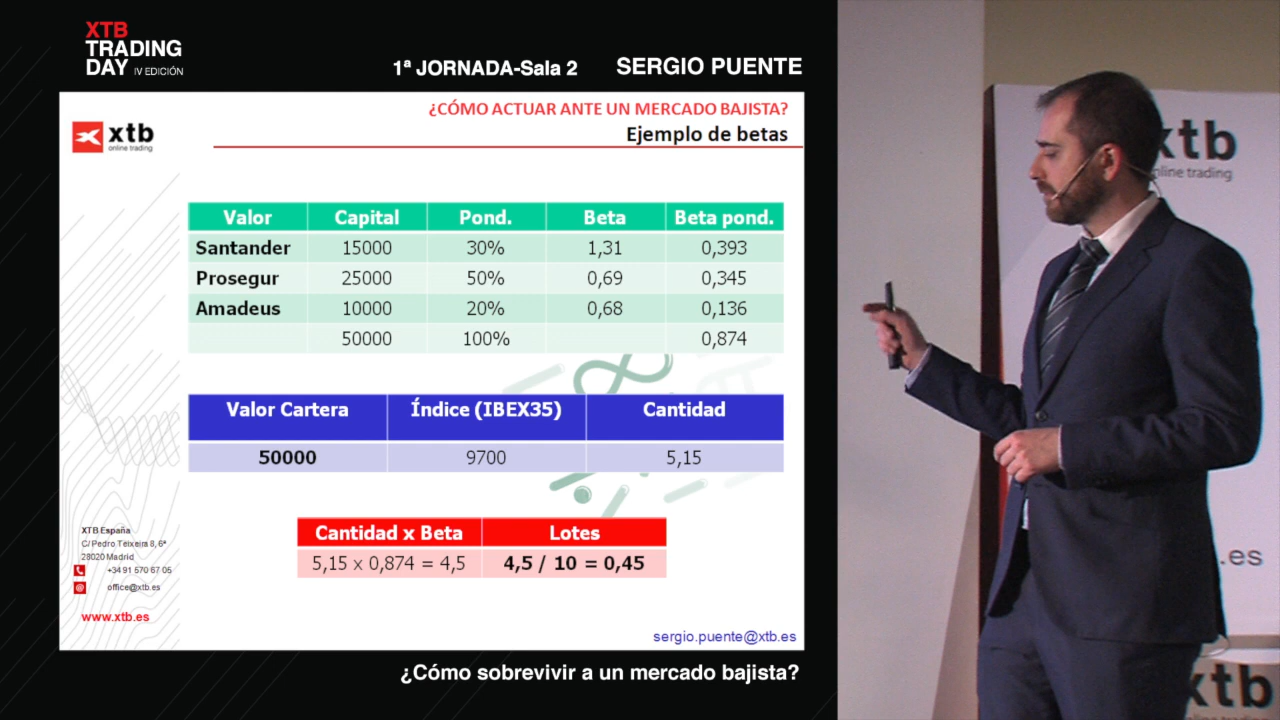 XTB
TRADING
DAY IV EDICIÓN
1ª JORNADA-Sala 2 SERGIO PUENTE
¿CÓMO ACTUAR ANTE UN MERCADO BAJISTA?
Ejemplo de betas
xtb
online trading
Valor Capital Pond. Beta Beta pond.
Santander 15000 30% 1,31 0,393
Prosegur 25000 50% 0,69 0,345
Amadeus 10000 20% 0,68 0,136
50000 100% 0,874
Valor Cartera Índice (IBEX35) Cantidad
50000 9700 5,15
Cantidad x Beta Lotes
5,15 x 0,874 = 4,5 4,5 / 10 = 0,45
XTB España
C/ Pedro Teixeira 8, 6ª
28020 Madrid
+34 91 570 67 05
office@xtb.es
www.xtb.es
sergio.puente@xtb.es
¿Cómo sobrevivir a un mercado bajista?
xtb
online trading
.es
xtb